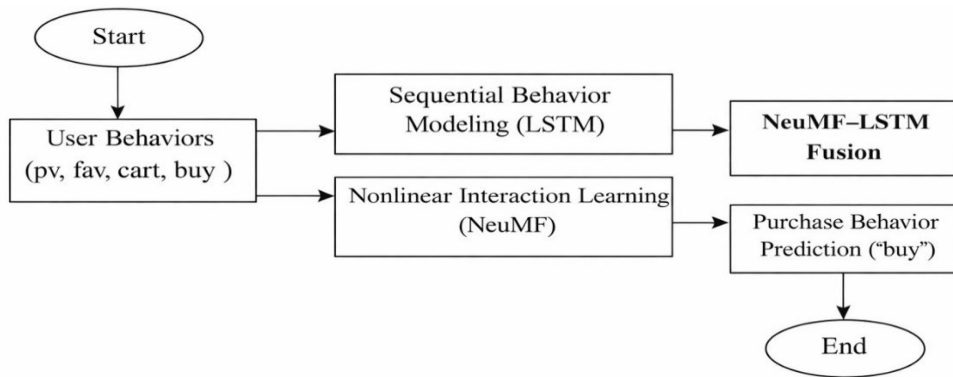 Start
User Behaviors
(pv, fav, cart, buy )
Sequential Behavior
Modeling (LSTM)
NeuMF–LSTM
Fusion
Nonlinear Interaction Learning
(NeuMF)
Purchase Behavior
Prediction (“buy”)
End